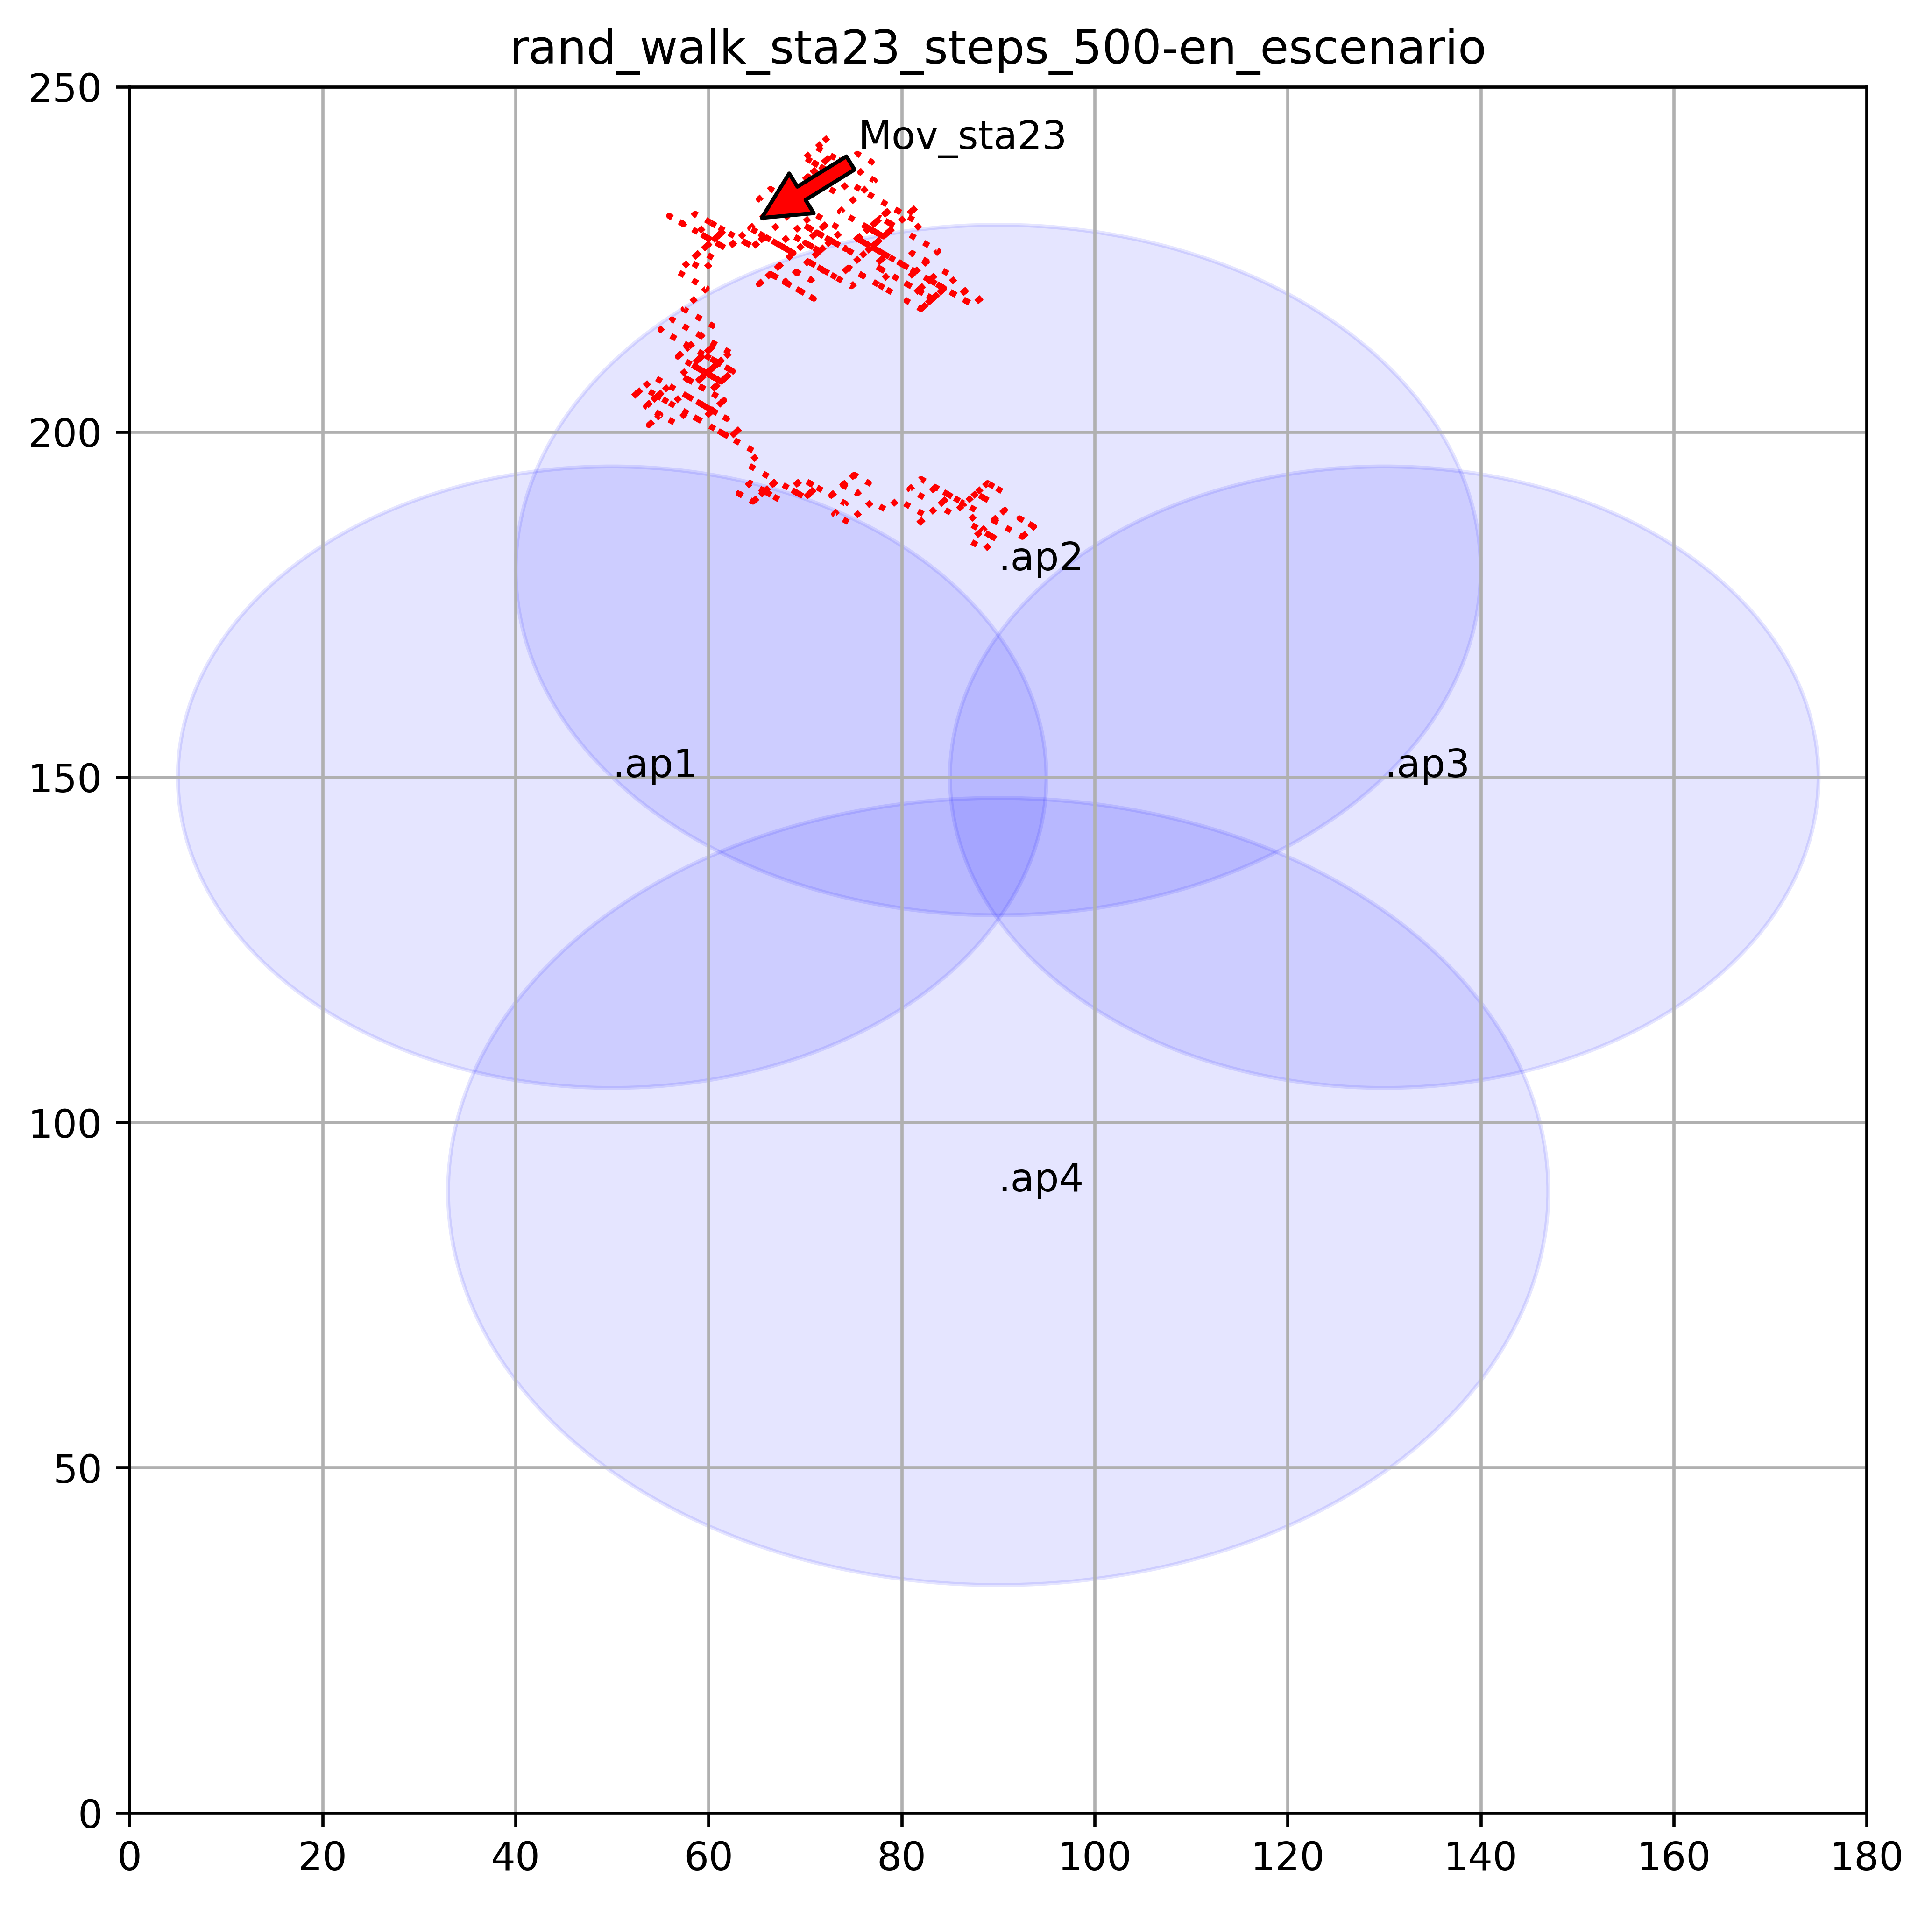 rand_walk_sta23_steps_500-en_escenario
250
Mov_sta23
200
.ap2
150
.ap1
.ap3
100
.ap4
50
0
0 20 40 60 80 100 120 140 160 180